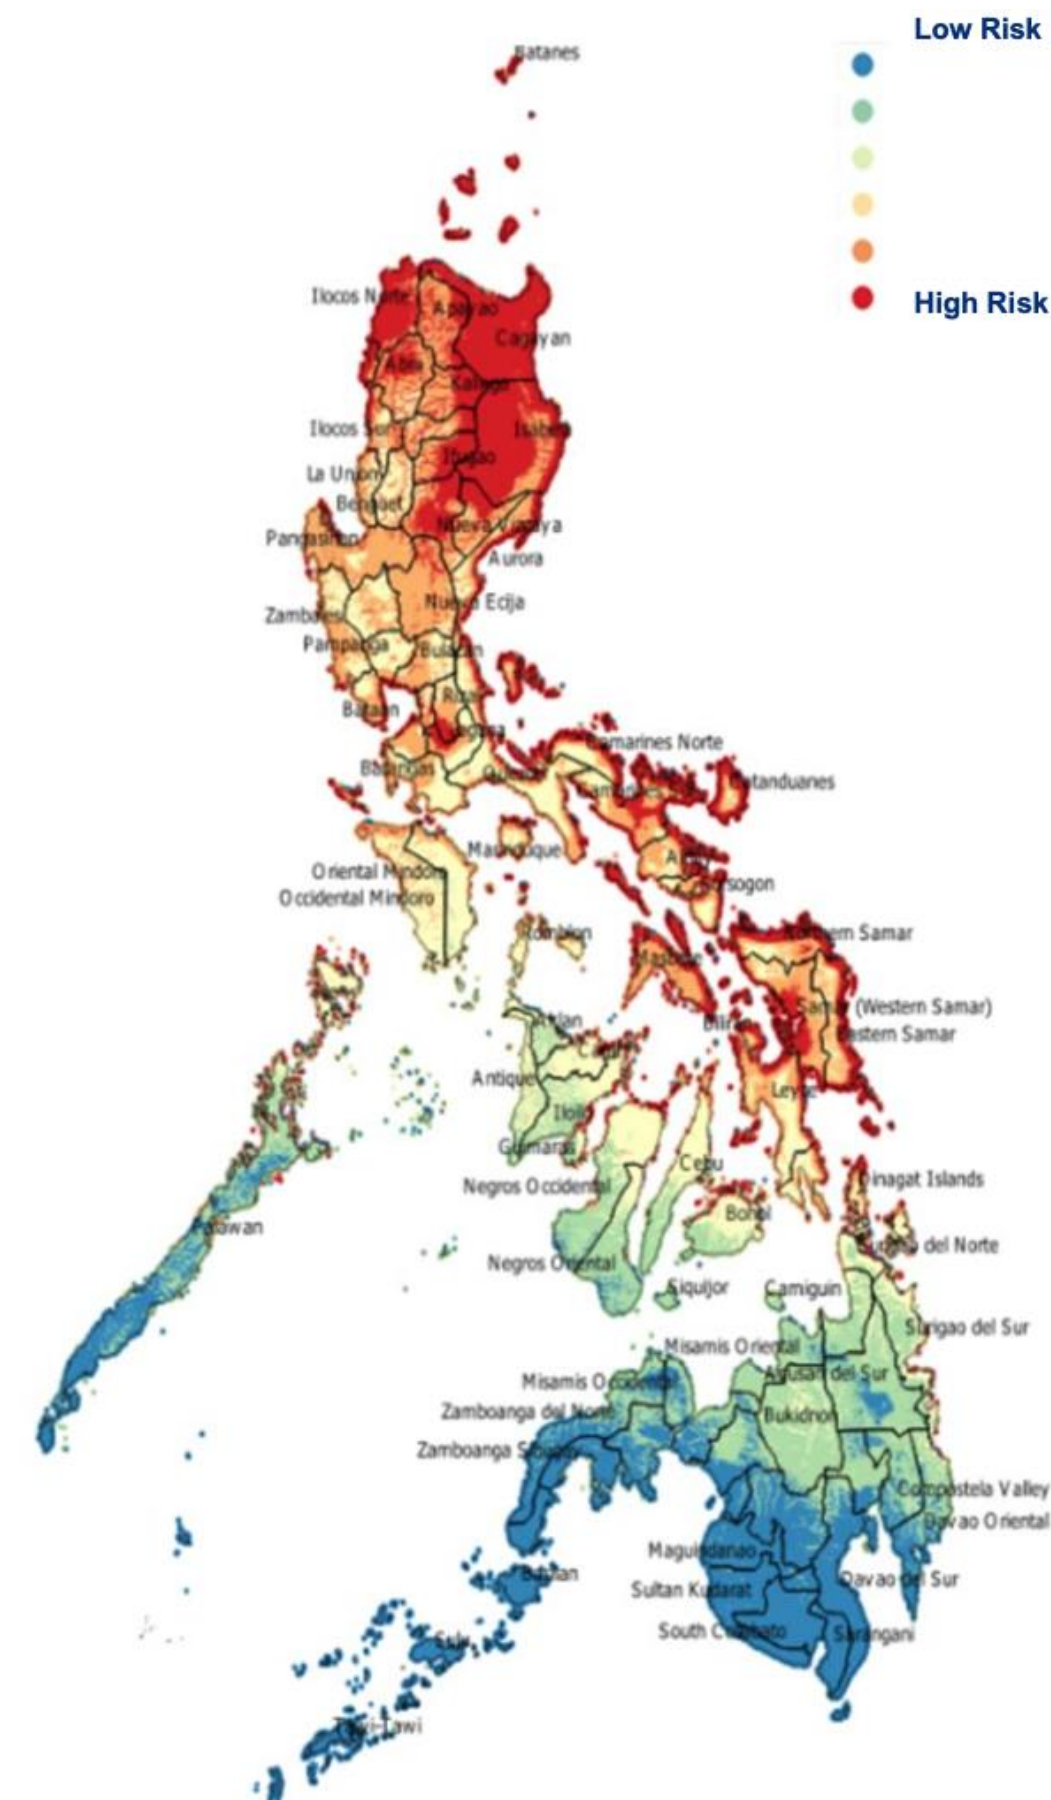 Low Risk
Batanes
High Risk
Ilocos Norte
Apayao
Cagayan
Abra
Kalinga
Ilocos Sur
Isabela
Ifugao
La Union
Benguet
Nueva Vizcaya
Pangasinan
Aurora
Nueva Ecija
Zambales
Pampanga
Bulacan
Rizal
Bataan
Laguna
Camarines Norte
Batangas
Quezon
Catanduanes
Camarines
Marinduque
Albay
Oriental Mindoro
Sorsogon
Occidental Mindoro
Romblon
Northern Samar
Masbate
Samar (Western Samar)
Aklan
Biliran
Eastern Samar
Capiz
Antique
Leyte
Iloilo
Guimaras
Cebu
Dinagat Islands
Negros Occidental
Bohol
Palawan
Surigao del Norte
Negros Oriental
Siquijor
Camiguin
Surigao del Sur
Misamis Oriental
Agusan del Sur
Misamis Occidental
Zamboanga del Norte
Bukidnon
Zamboanga Sibugay
Compostela Valley
Davao Oriental
Maguindanao
Basilan
Davao del Sur
Sultan Kudarat
South Cotabato
Sarangani
Sulu
Tawi-Tawi